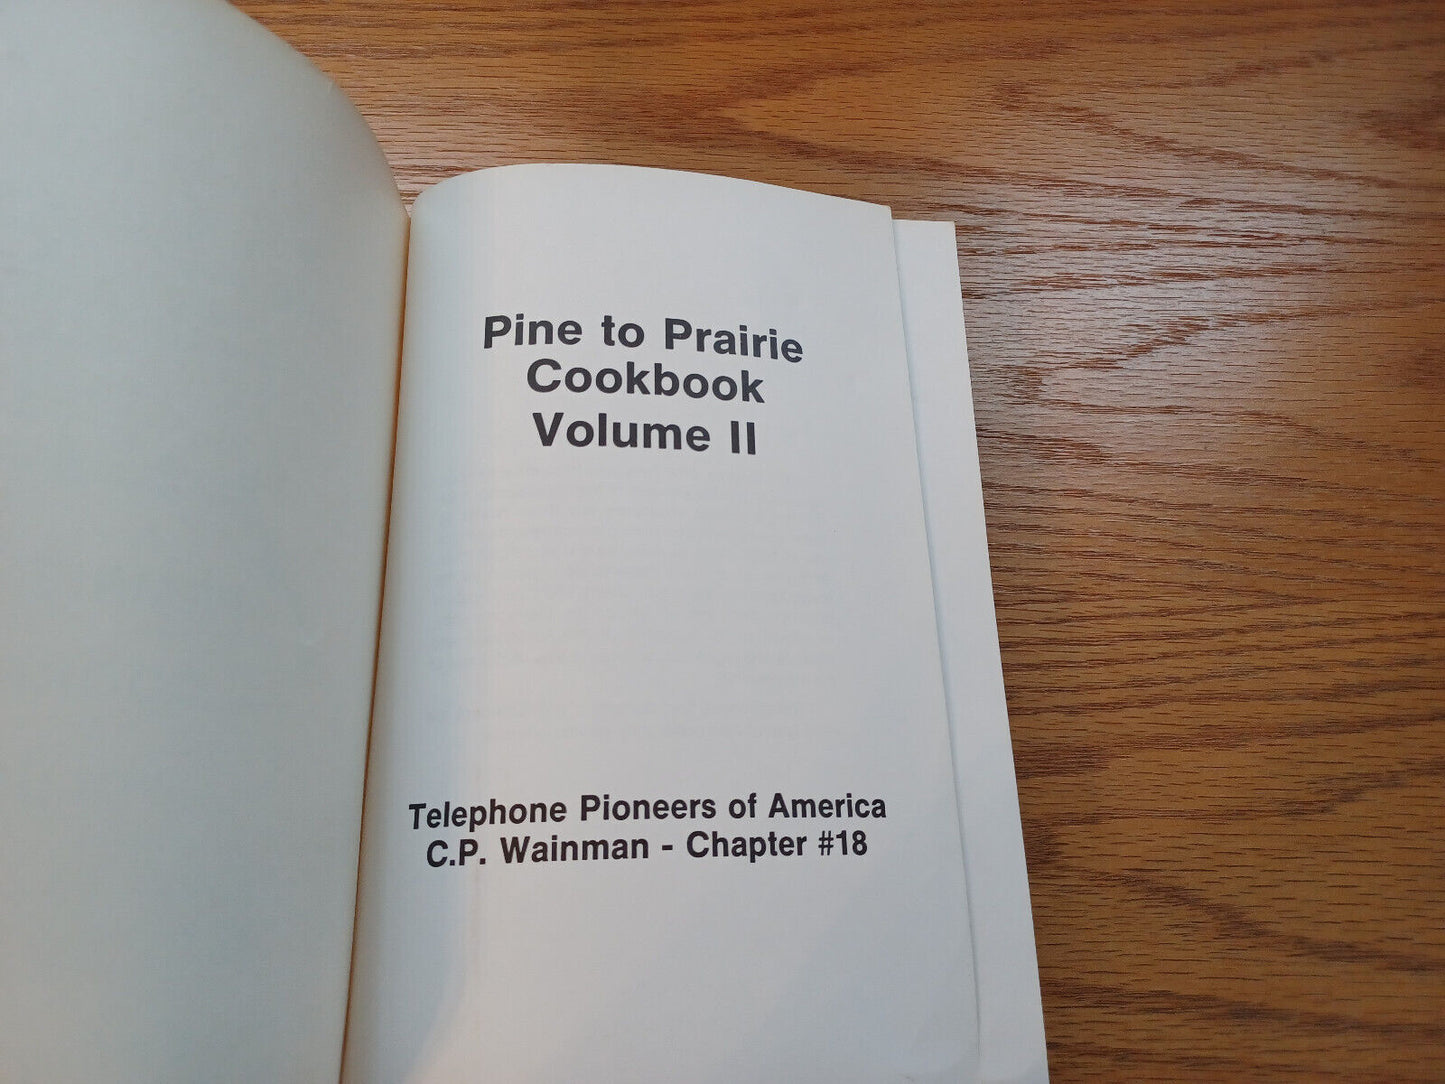 Pine to Prairie
Cookbook
Volume II
Telephone Pioneers of America
C.P. Wainman - Chapter #18